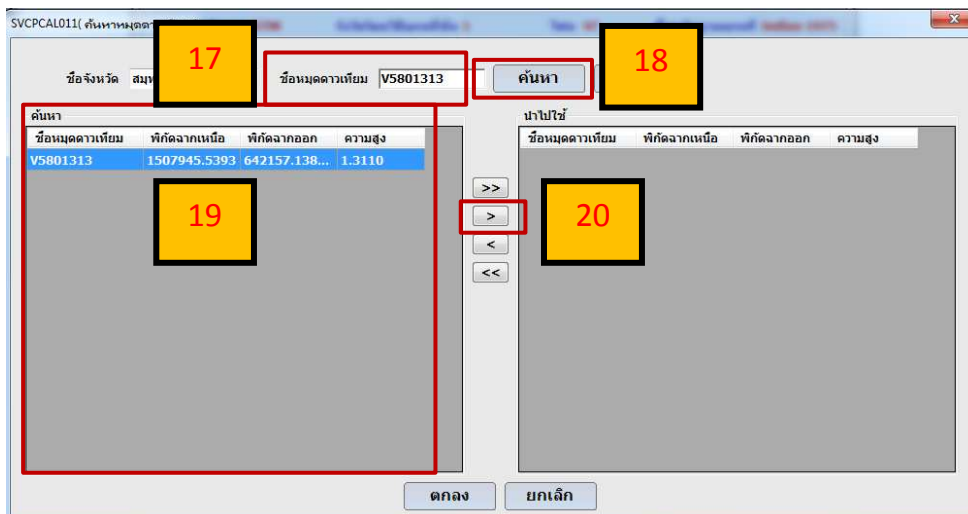 SVCPCAL011( ค้นหาหมุดดาว
17
18
ชื่อจังหวัด สมุท
ชื่อหมุดดาวเทียม V5801313 ค้นหา
ค้นหา
นำไปใช้
ชื่อหมุดดาวเทียม พิกัดฉากเหนือ พิกัดฉากออก ความสูง
ชื่อหมุดดาวเทียม พิกัดฉากเหนือ พิกัดฉากออก ความสูง
V5801313 1507945.5393 642157.138... 1.3110
>>
19
>
20
<
<<
ตกลง ยกเลิก